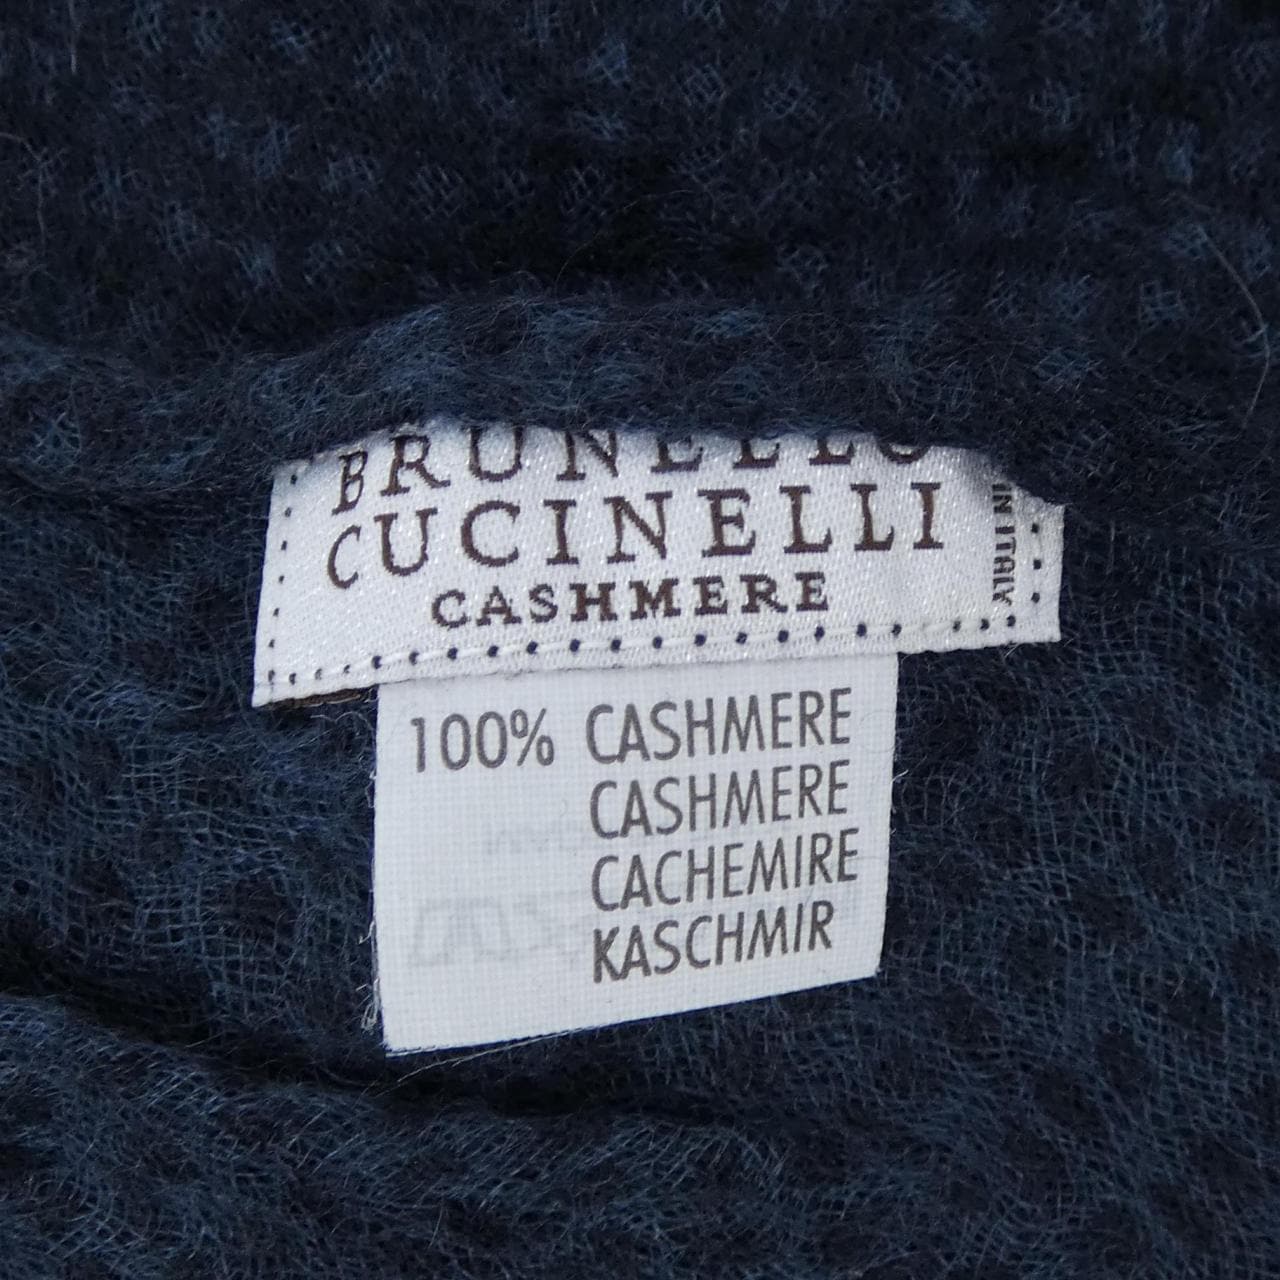 BRUNELLO
CUCINELLI
CASHMERE
IN ITALY
100% CASHMERE
CASHMERE
CACHEMIRE
KASCHMIR